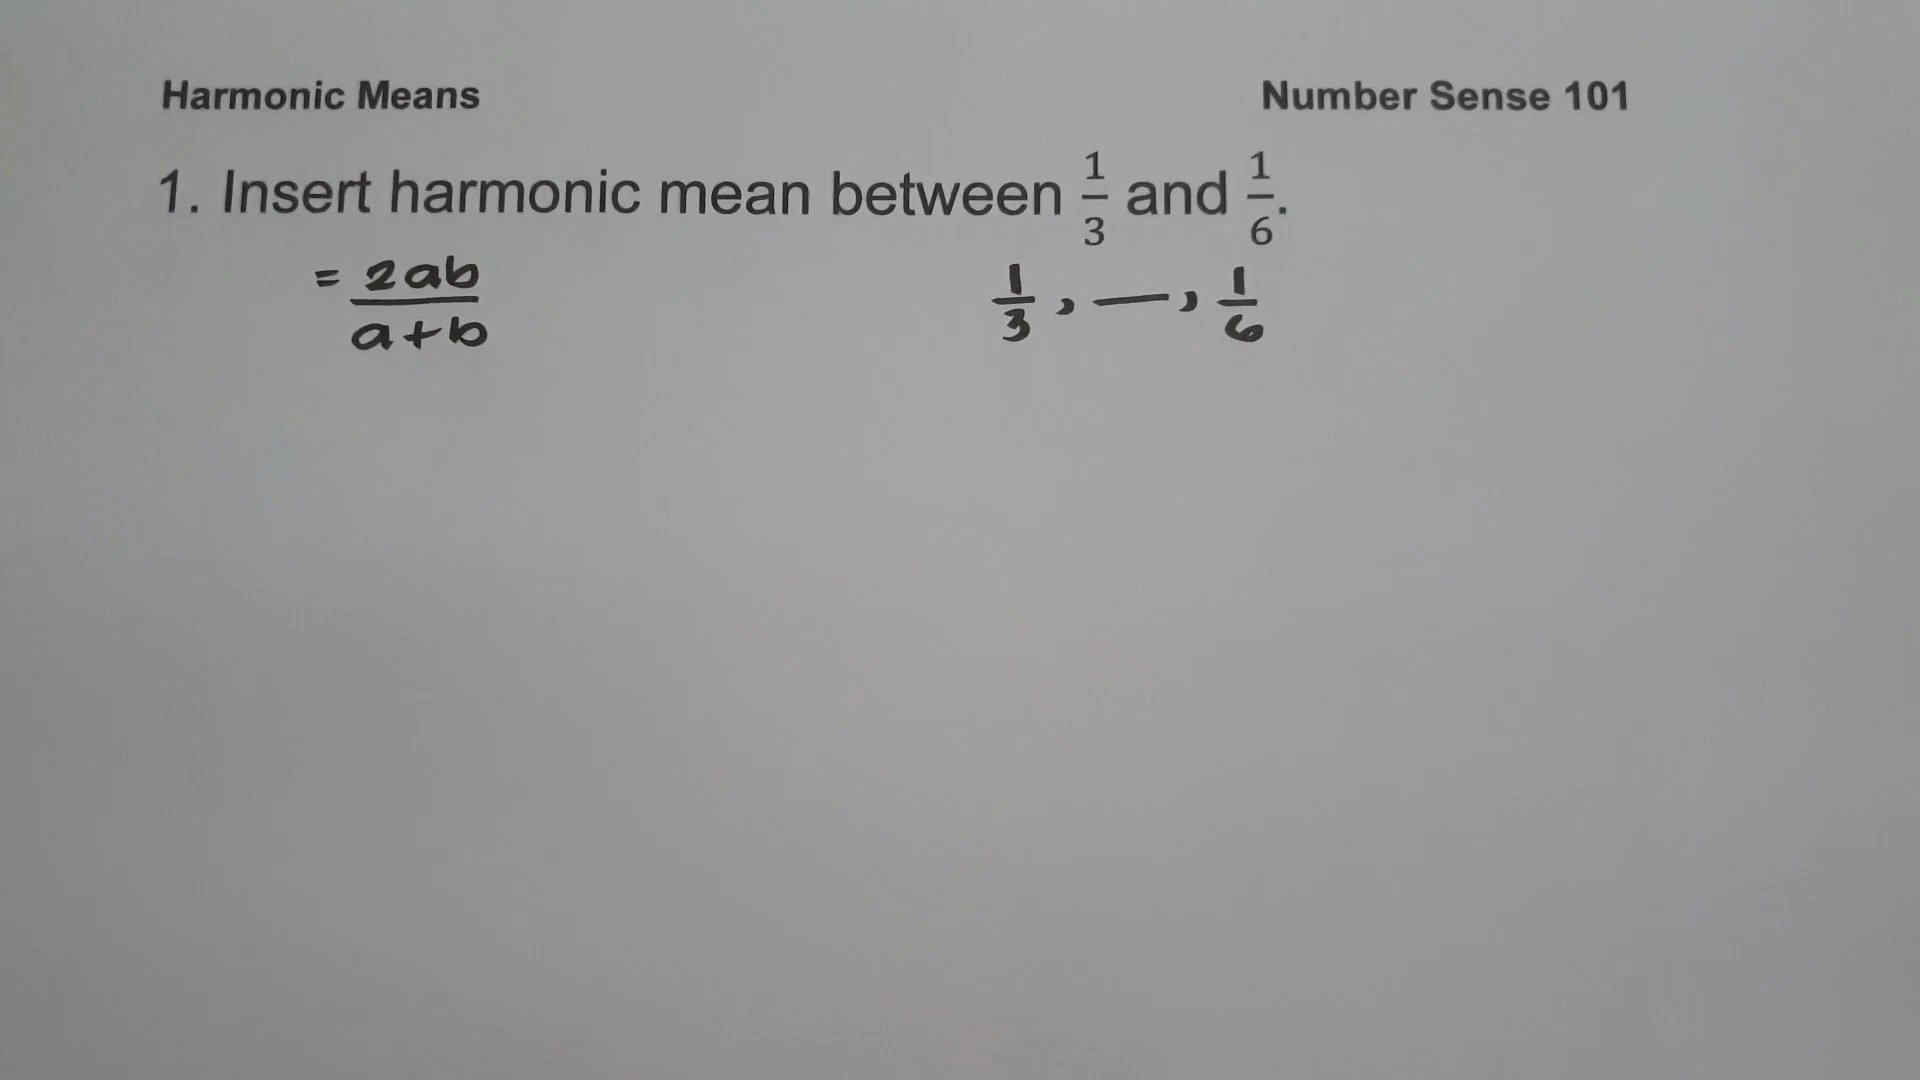 Harmonic Means Number Sense 101
1. Insert harmonic mean between 1/3 and 1/6.
= 2ab/a+b 1/3, —, 1/6